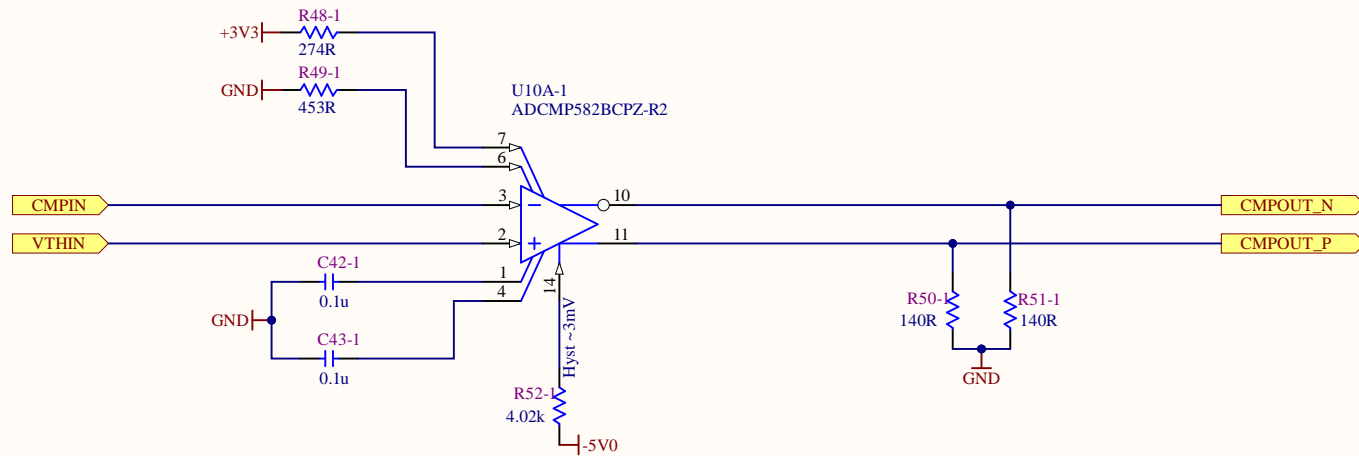 R48-1
+3V3
274R
R49-1
GND
453R
U10A-1
ADCMP582BCPZ-R2
7
6
CMPIN
3
10
CMPOUT_N
VTHIN
2
11
CMPOUT_P
C42-1
1
0.1u
4
14
GND
Hyst ~3mV
C43-1
0.1u
R50-1
140R
R51-1
140R
GND
R52-1
4.02k
-5V0